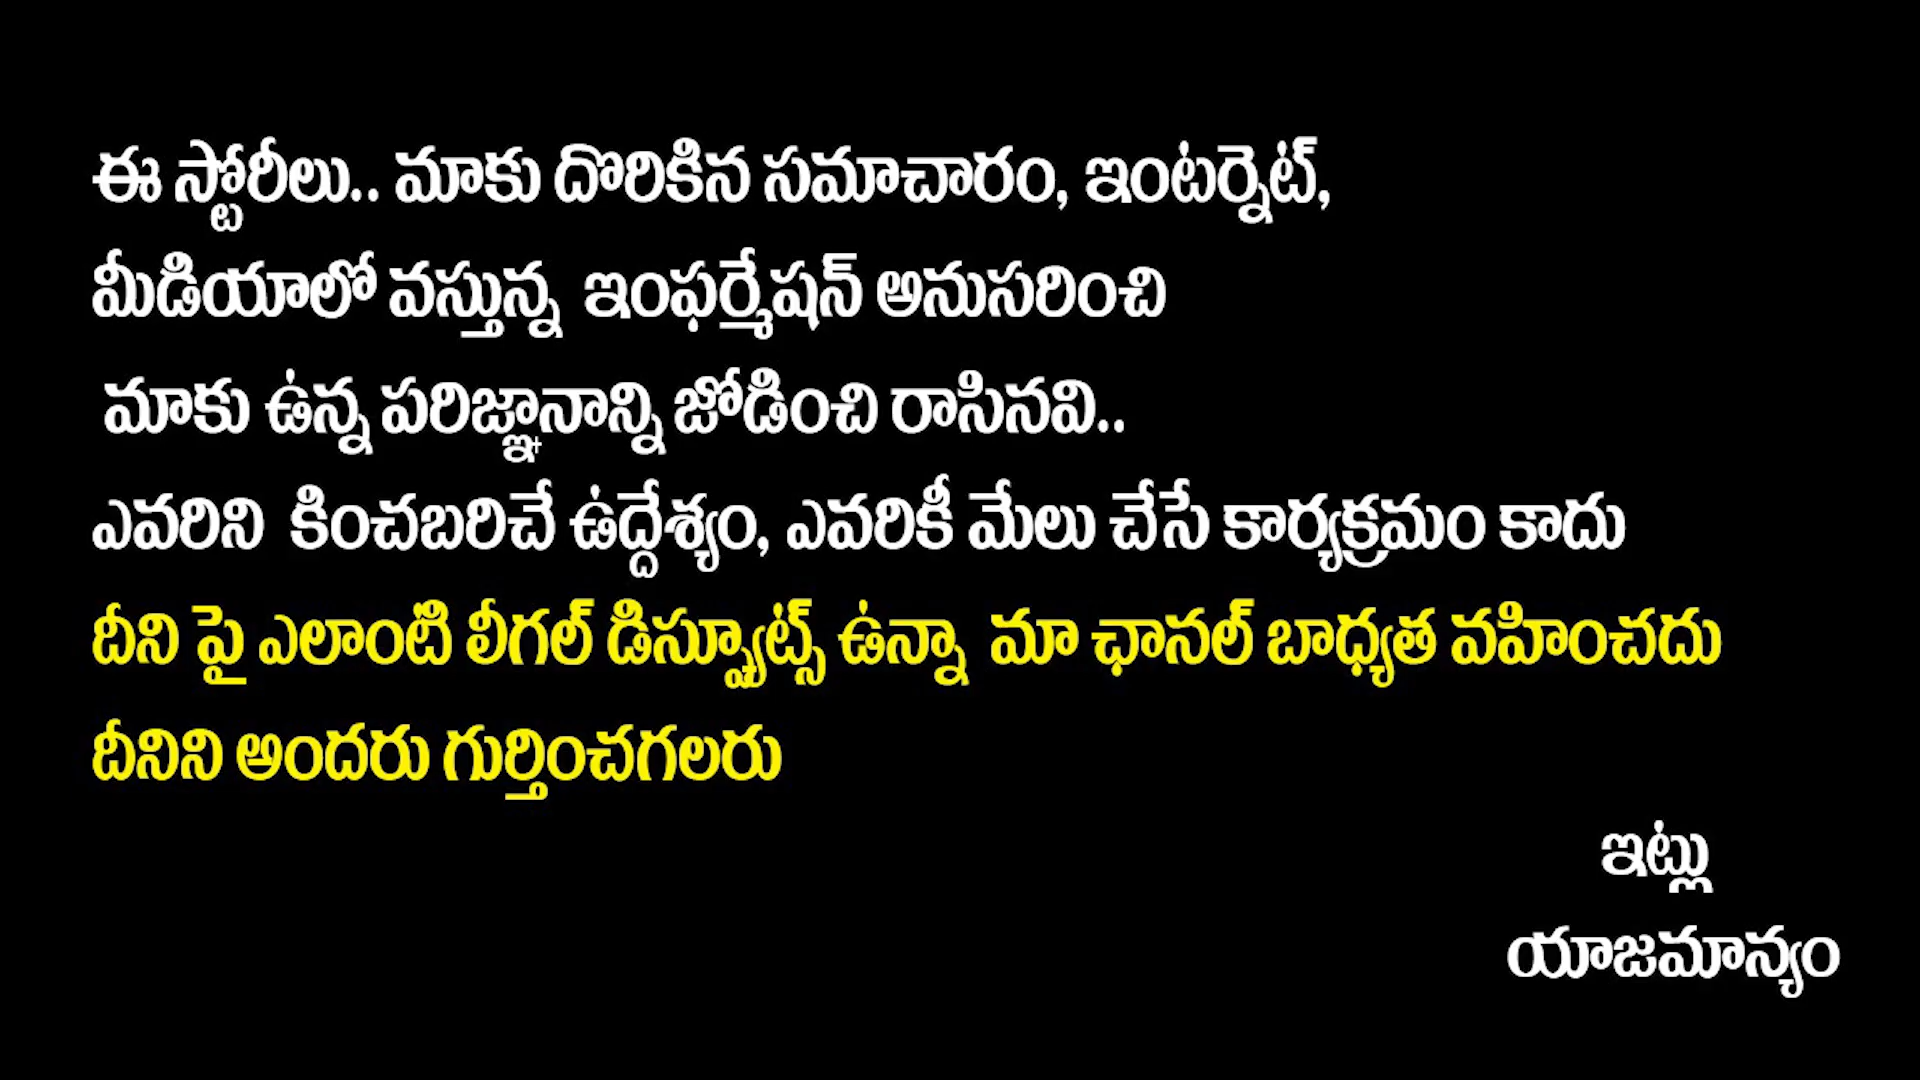 ఈ స్టోరీలు.. మాకు దొరికిన సమాచారం, ఇంటర్నెట్,
మీడియాలో వస్తున్న ఇంఫర్మేషన్ అనుసరించి
మాకు ఉన్న పరిజ్ఞానాన్ని జోడించి రాసినవి..
ఎవరిని కించబరిచే ఉద్దేశ్యం, ఎవరికీ మేలు చేసే కార్యక్రమం కాదు
దీని పై ఎలాంటి లీగల్ డిస్ప్యూట్స్ ఉన్నా మా ఛానల్ బాధ్యత వహించదు
దీనిని అందరు గుర్తించగలరు
ఇట్లు
యాజమాన్యం